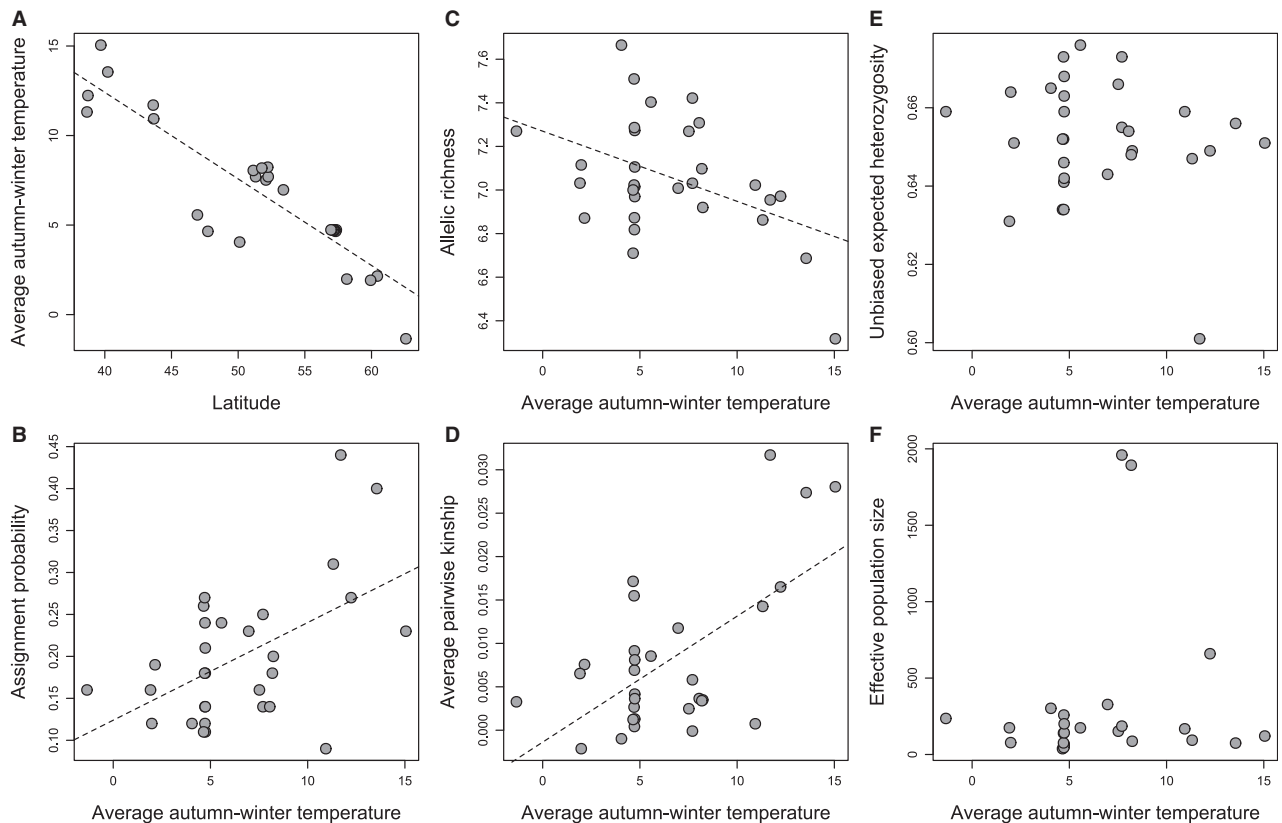 A
Average autumn-winter temperature
15
10
5
0
40 45 50 55 60
Latitude
B
Assignment probability
0.45
0.40
0.35
0.30
0.25
0.20
0.15
0.10
0 5 10 15
Average autumn-winter temperature
C
Allelic richness
7.6
7.4
7.2
7.0
6.8
6.6
6.4
0 5 10 15
Average autumn-winter temperature
D
Average pairwise kinship
0.030
0.025
0.020
0.015
0.010
0.005
0.000
0 5 10 15
Average autumn-winter temperature
E
Unbiased expected heterozygosity
0.66
0.64
0.62
0.60
0 5 10 15
Average autumn-winter temperature
F
Effective population size
2000
1500
1000
500
0
0 5 10 15
Average autumn-winter temperature